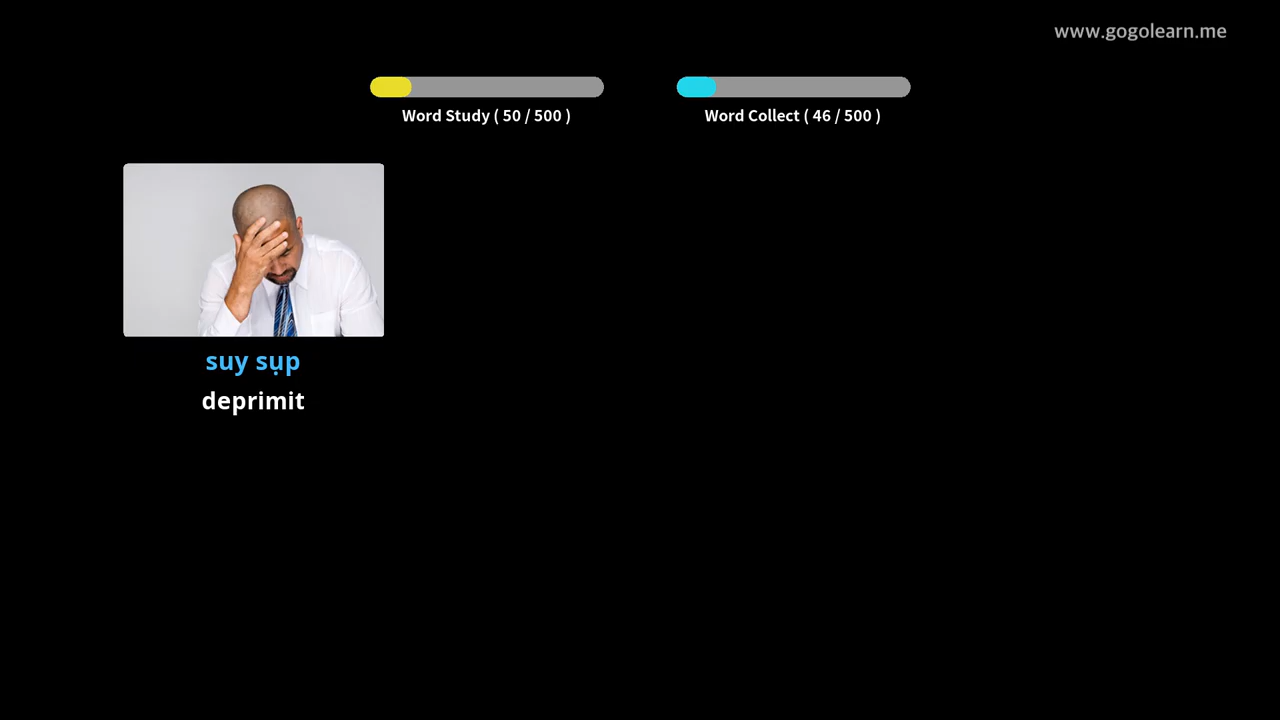 www.gogolearn.me
Word Study ( 50 / 500 )
Word Collect ( 46 / 500 )
suy sụp
deprimit